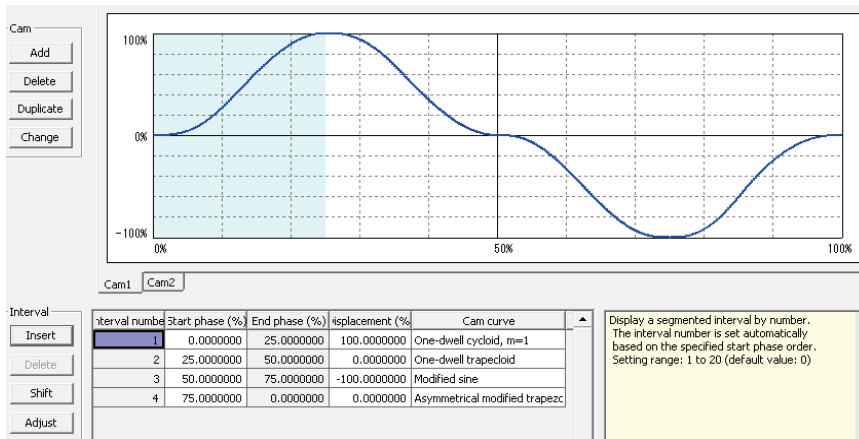 Cam
Add
Delete
Duplicate
Change
100%
0%
-100%
0%
50%
100%
Cam1
Cam2
Interval
Insert
Delete
Shift
Adjust
nterval numbe Start phase (%) End phase (%) isplacement (% Cam curve
1 0.0000000 25.0000000 100.0000000 One-dwell cycloid, m=1
2 25.0000000 50.0000000 0.0000000 One-dwell trapecloid
3 50.0000000 75.0000000 -100.0000000 Modified sine
4 75.0000000 0.0000000 0.0000000 Asymmetrical modified trapezc
Display a segmented interval by number.
The interval number is set automatically
based on the specified start phase order.
Setting range: 1 to 20 (default value: 0)